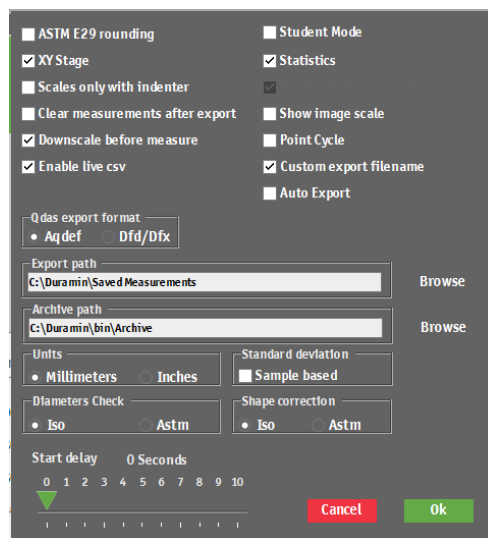 ASTM E29 rounding
Student Mode
XY Stage
Statistics
Scales only with indenter
Clear measurements after export
Show image scale
Downscale before measure
Point Cycle
Enable live csv
Custom export filename
Auto Export
Qdas export format
Aqdef
Dfd/Dfx
Export path
C:\Duramin\Saved Measurements
Browse
Archive path
C:\Duramin\bin\Archive
Browse
Units
Millimeters
Inches
Standard deviation
Sample based
Diameters Check
Iso
Astm
Shape correction
Iso
Astm
Start delay
0 Seconds
0 1 2 3 4 5 6 7 8 9 10
Cancel
Ok